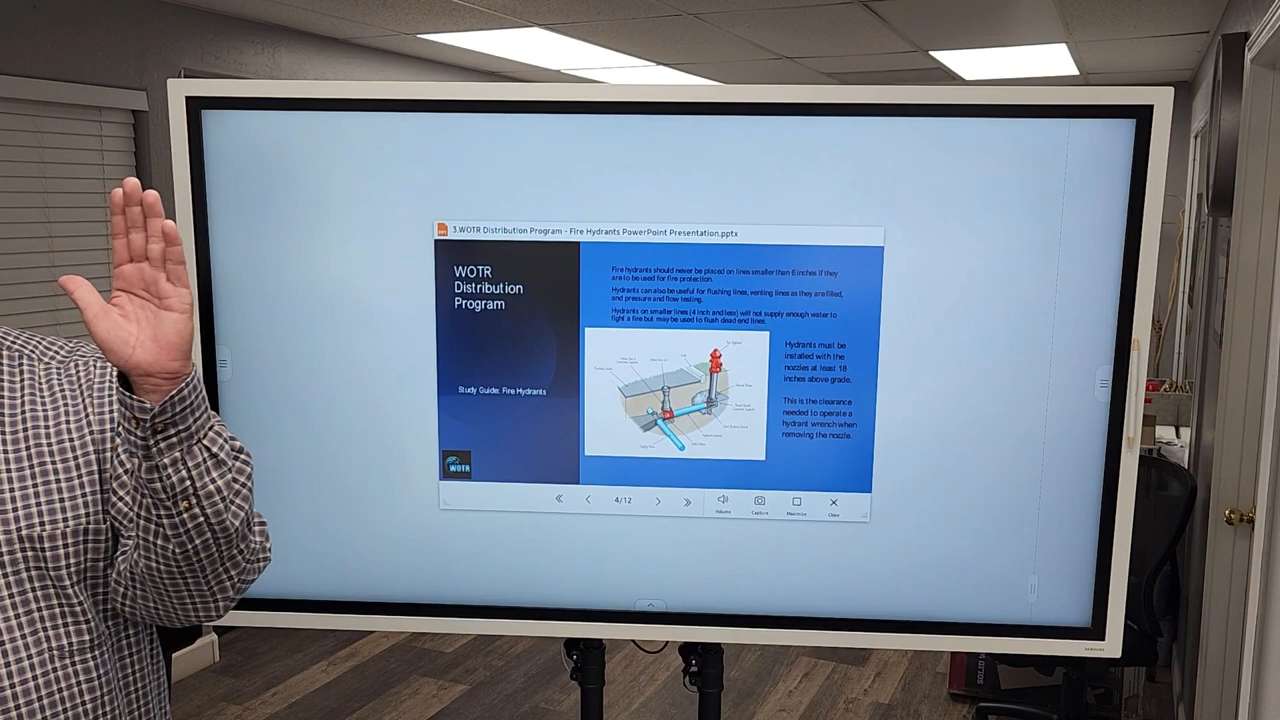 3.WOTR Distribution Program - Fire Hydrants PowerPoint Presentation.pptx
WOTR
Distribution
Program
Study Guide: Fire Hydrants
WOTR
Fire hydrants should never be placed on lines smaller than 6 inches if they
are to be used for fire protection.
Hydrants can also be useful for flushing lines, venting lines as they are filled,
and pressure and flow testing.
Hydrants on smaller lines (4 inch and less) will not supply enough water to
fight a fire but may be used to flush dead end lines.
Hydrants must be
installed with the
nozzles at least 18
inches above grade.
This is the clearance
needed to operate a
hydrant wrench when
removing the nozzle.
4/12
Volume
Capture
Maximize
Close
SAMSUNG
SOLID